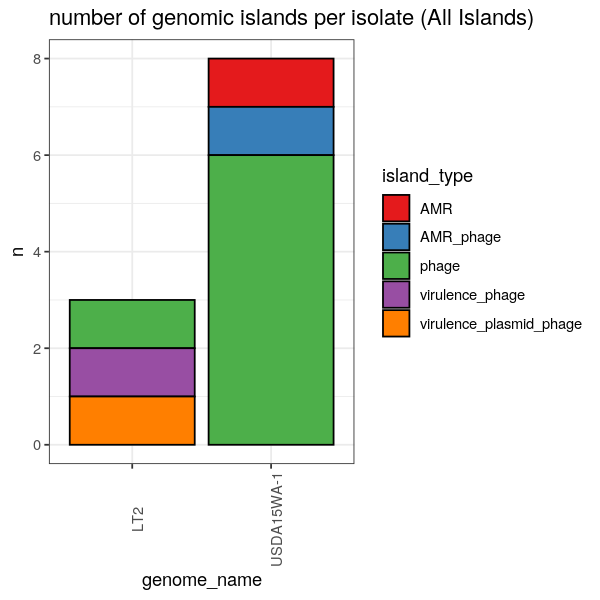 number of genomic islands per isolate (All Islands)
8
6
4
2
0
n
LT2
USDA15WA-1
genome_name
island_type
AMR
AMR_phage
phage
virulence_phage
virulence_plasmid_phage